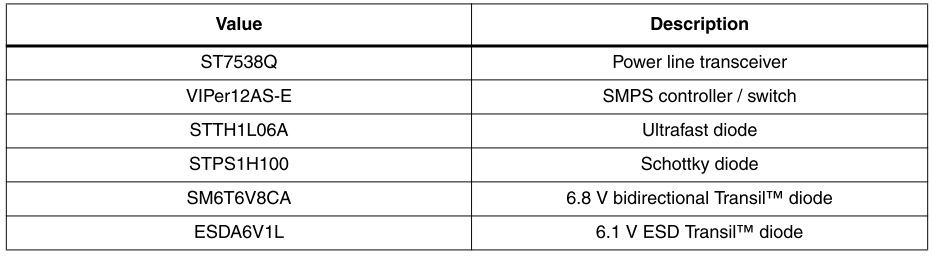 Value Description
ST7538Q Power line transceiver
VIPer12AS-E SMPS controller / switch
STTH1L06A Ultrafast diode
STPS1H100 Schottky diode
SM6T6V8CA 6.8 V bidirectional Transil™ diode
ESDA6V1L 6.1 V ESD Transil™ diode